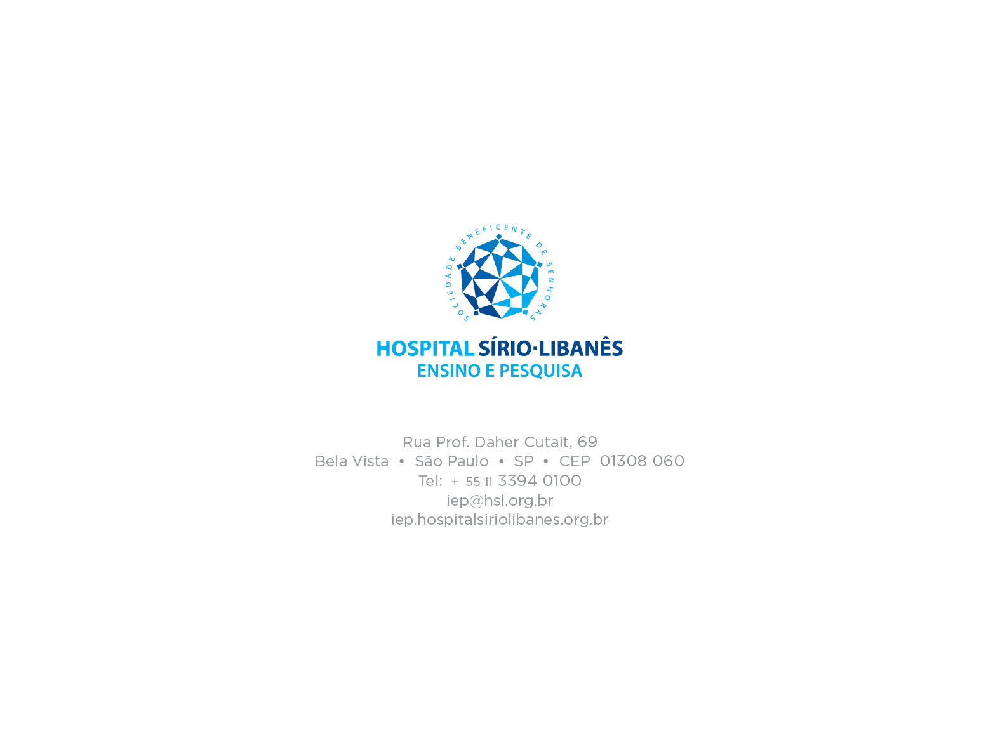 SOCIEDADE BENEFICENTE DE SENHORAS
HOSPITAL SÍRIO·LIBANÊS
ENSINO E PESQUISA
Rua Prof. Daher Cutait, 69
Bela Vista • São Paulo • SP • CEP 01308 060
Tel: + 55 11 3394 0100
iep@hsl.org.br
iep.hospitalsiriolibanes.org.br